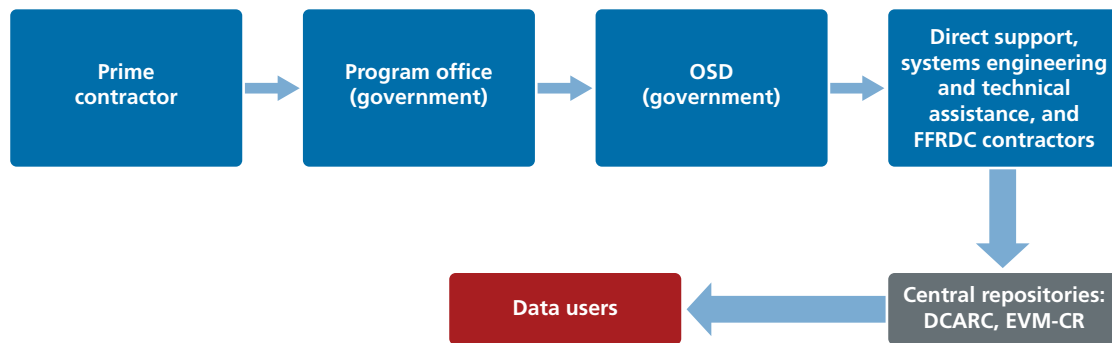 Prime
contractor
Program office
(government)
OSD
(government)
Direct support,
systems engineering
and technical
assistance, and
FFRDC contractors
Data users
Central repositories:
DCARC, EVM-CR